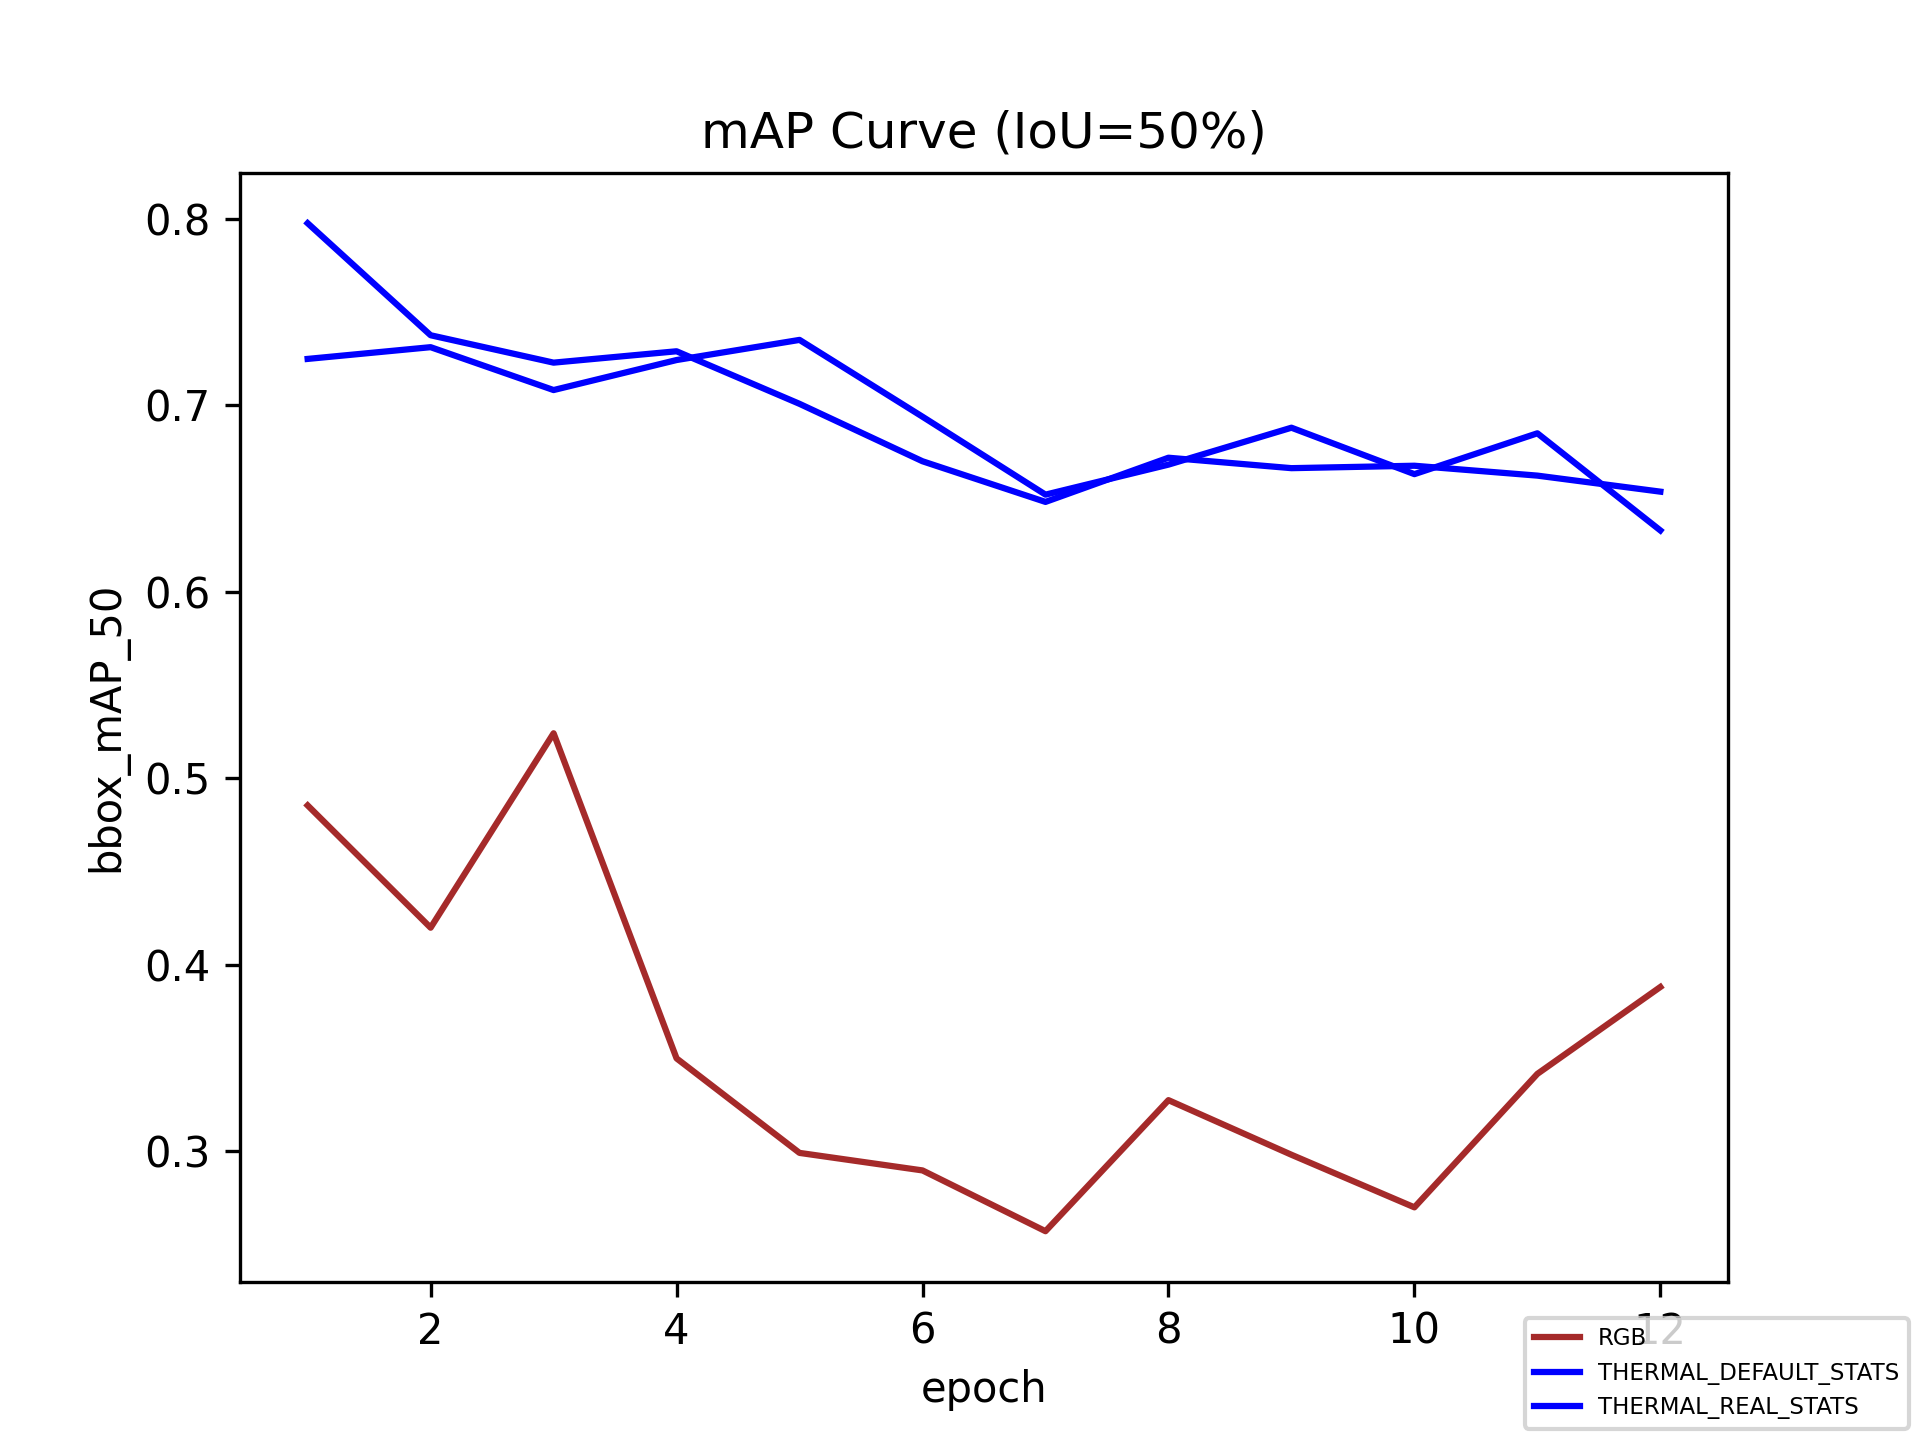 mAP Curve (IoU=50%)
0.8
0.7
0.6
0.5
0.4
0.3
bbox_mAP_50
2 4 6 8 10 12
epoch
RGB
THERMAL_DEFAULT_STATS
THERMAL_REAL_STATS